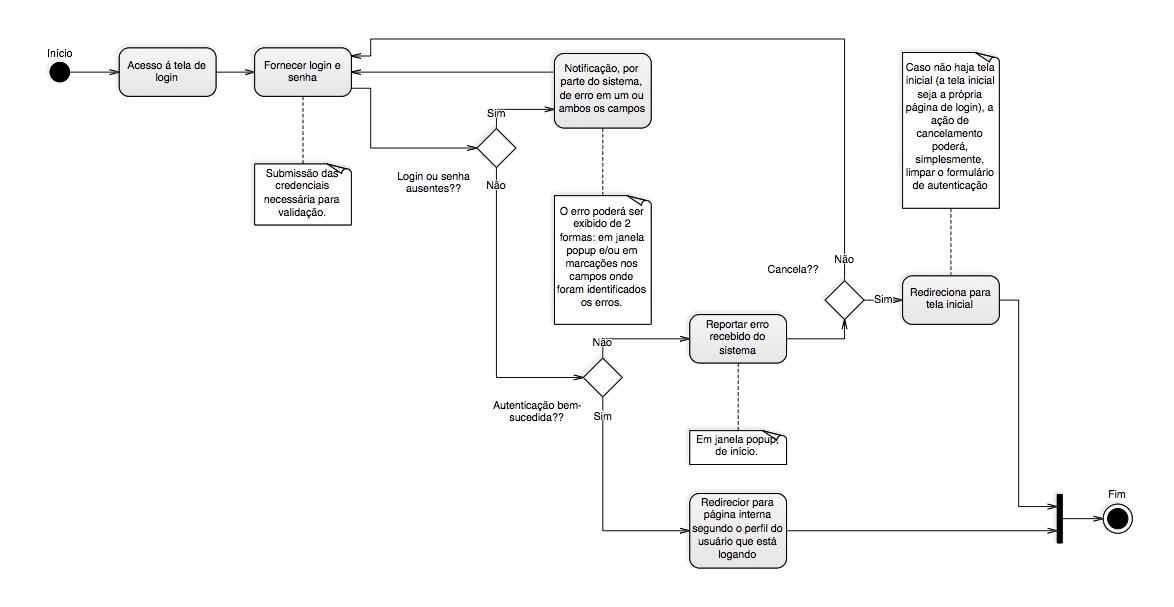 Início
Acesso á tela de
login
Fornecer login e
senha
Submissão das
credenciais
necessária para
validação.
Sim
Login ou senha
ausentes??
Não
Notificação, por
parte do sistema,
de erro em um ou
ambos os campos
O erro poderá ser
exibido de 2
formas: em janela
popup e/ou em
marcações nos
campos onde
foram identificados
os erros.
Não
Autenticação bem-
sucedida??
Sim
Reportar erro
recebido do
sistema
Em janela popup,
de início.
Redirecior para
página interna
segundo o perfil do
usuário que está
logando
Cancela??
Não
Sim
Caso não haja tela
inicial (a tela inicial
seja a própria
página de login), a
ação de
cancelamento
poderá,
simplesmente,
limpar o formulário
de autenticação
Redireciona para
tela inicial
Fim